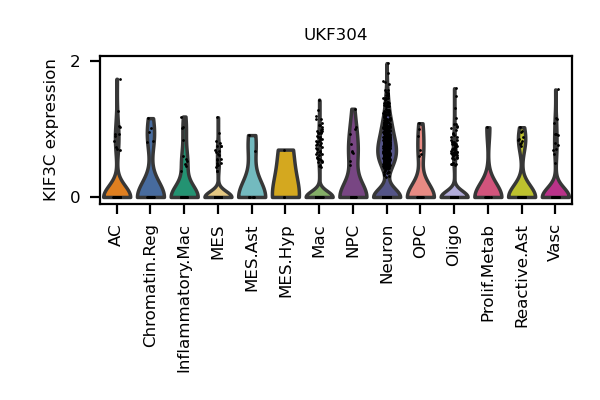 UKF304
KIF3C expression
2
0
AC
Chromatin.Reg
Inflammatory.Mac
MES
MES.Ast
MES.Hyp
Mac
NPC
Neuron
OPC
Oligo
Prolif.Metab
Reactive.Ast
Vasc